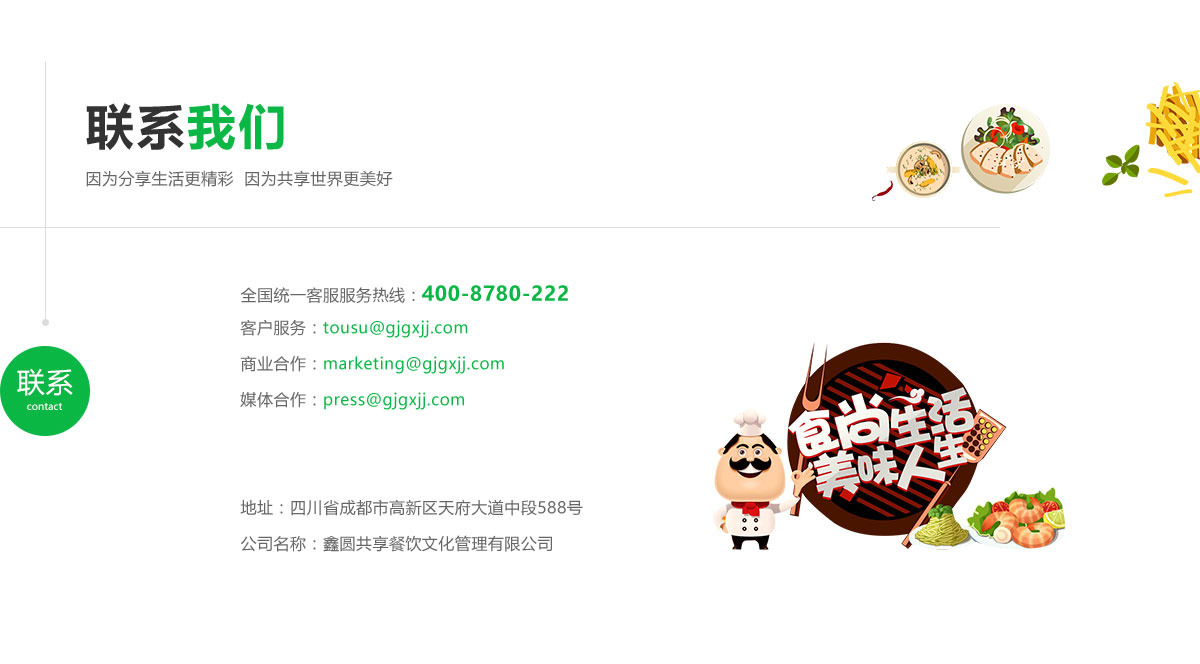 联系我们
因为分享生活更精彩 因为共享世界更美好
全国统一客服服务热线：400-8780-222
客户服务：tousu@gjgxjj.com
联系
contact
商业合作：marketing@gjgxjj.com
媒体合作：press@gjgxjj.com
食尚生活
美味人生
地址：四川省成都市高新区天府大道中段588号
公司名称：鑫圆共享餐饮文化管理有限公司